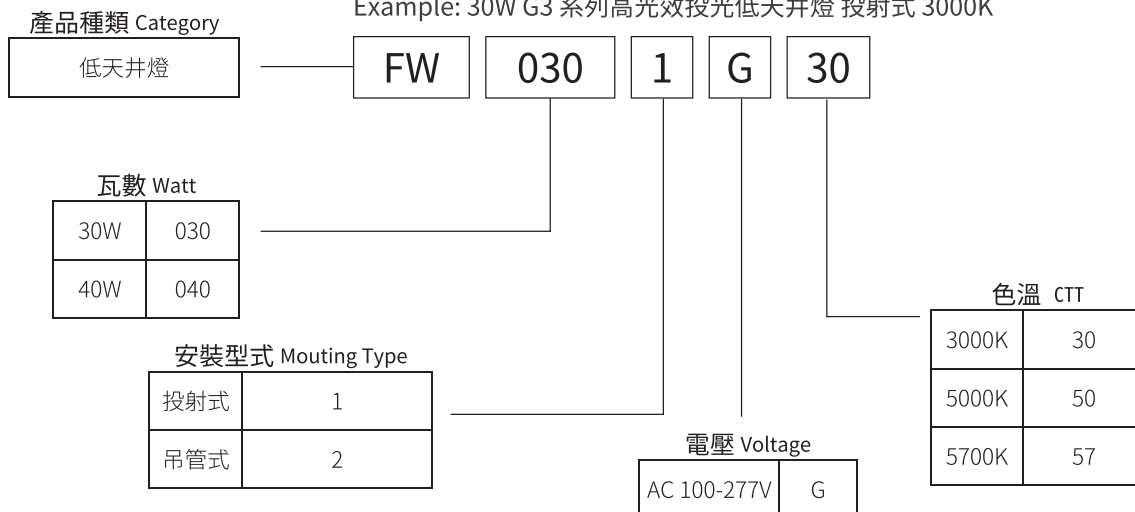 Example: 30W G3 系列高光效投光低天井燈 投射式 3000K
產品種類 Category
低天井燈
FW 030 1 G 30
瓦數 Watt
30W 030
40W 040
色溫 CTT
3000K 30
5000K 50
5700K 57
安裝型式 Mouting Type
投射式 1
吊管式 2
電壓 Voltage
AC 100-277V G